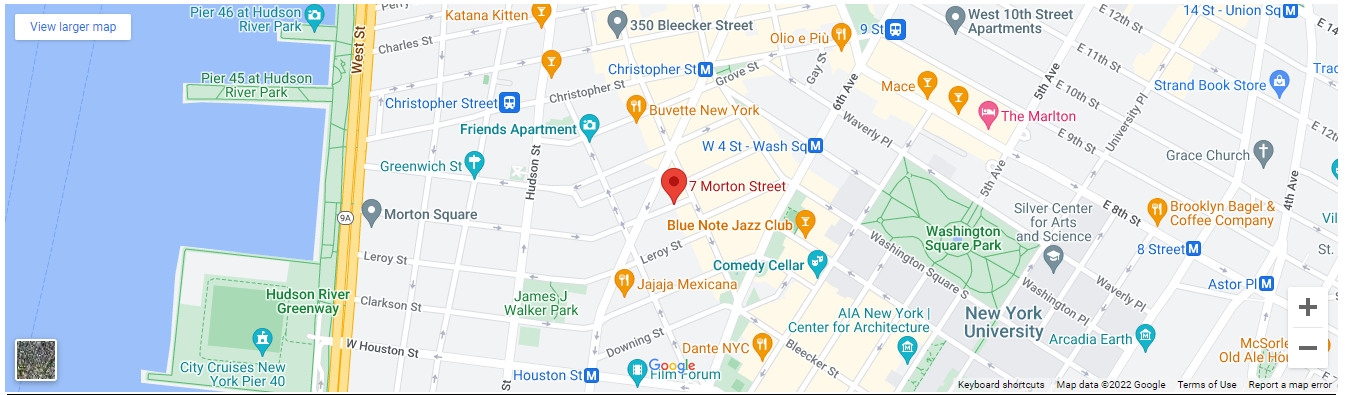 Pier 46 at Hudson
River Park
View larger map
West St
Perry St
Charles St
Katana Kitten
350 Bleecker Street
West 10th Street
Apartments
E 12th St
14 St - Union Sq
Olio e Più
9 St
E 11th St
Pier 45 at Hudson
River Park
Christopher St
Grove St
Gay St
6th Ave
5th Ave
E 10th St
Strand Book Store
Christopher Street
Christopher St
Mace
Buvette New York
The Marlton
University Pl
E 12th
Friends Apartment
Waverly Pl
E 9th St
W 4 St - Wash Sq
Grace Church
Greenwich St
Hudson St
7 Morton Street
5th Ave
4th Ave
9A
Morton Square
Blue Note Jazz Club
Washington
Square Park
Silver Center
for Arts
and Science
E 8th St
Brooklyn Bagel &
Coffee Company
Vil
St.
Leroy St
Leroy St
Comedy Cellar
Washington Square S
8 Street
Hudson River
Greenway
Clarkson St
James J
Walker Park
Jajaja Mexicana
AIA New York |
Center for Architecture
New York
University
Washington Pl
Waverly Pl
Astor Pl
W Houston St
Downing St
Dante NYC
Bleecker St
Arcadia Earth
McSorle
Old Ale Hou
City Cruises New
York Pier 40
St
Houston St
Google
Film Forum
Keyboard shortcuts
Map data ©2022 Google
Terms of Use
Report a map error